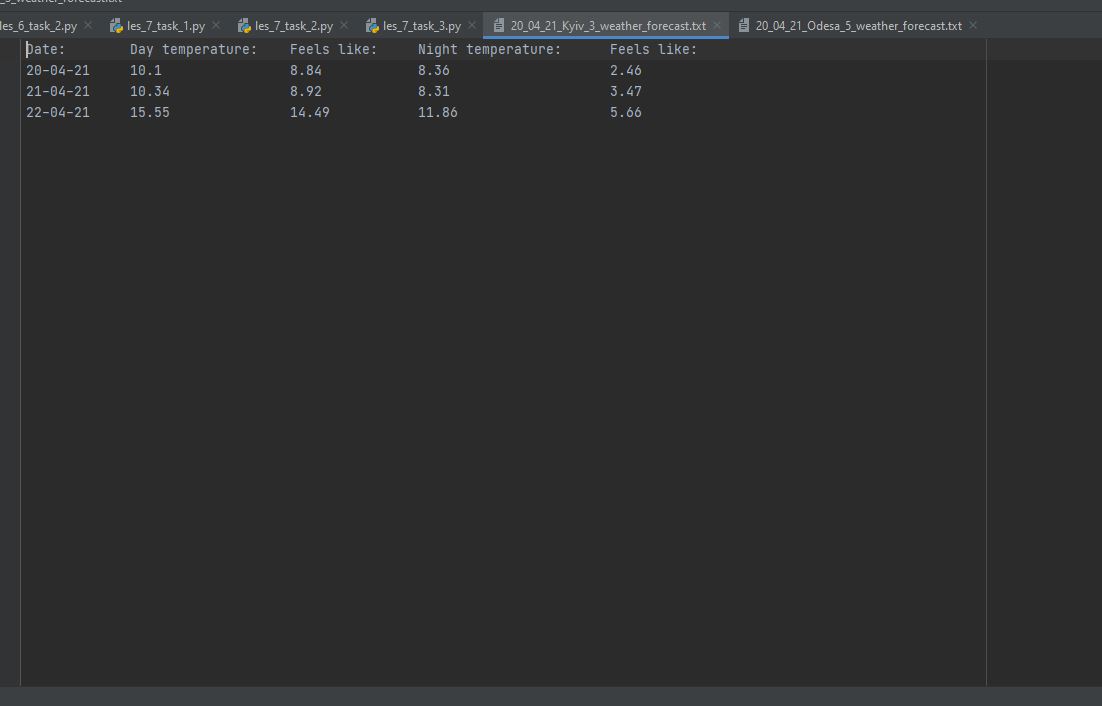 _5_weather_forecast.txt
les_6_task_2.py les_7_task_1.py les_7_task_2.py les_7_task_3.py 20_04_21_Kyiv_3_weather_forecast.txt 20_04_21_Odesa_5_weather_forecast.txt
Date: Day temperature: Feels like: Night temperature: Feels like:
20-04-21 10.1 8.84 8.36 2.46
21-04-21 10.34 8.92 8.31 3.47
22-04-21 15.55 14.49 11.86 5.66